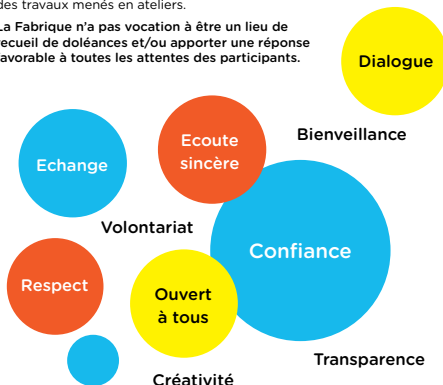 des travaux menés en ateliers.
La Fabrique n'a pas vocation à être un lieu de
recueil de doléances et/ou apporter une réponse
favorable à toutes les attentes des participants.
Dialogue
Ecoute
sincère
Bienveillance
Echange
Volontariat
Confiance
Respect
Ouvert
à tous
Transparence
Créativité